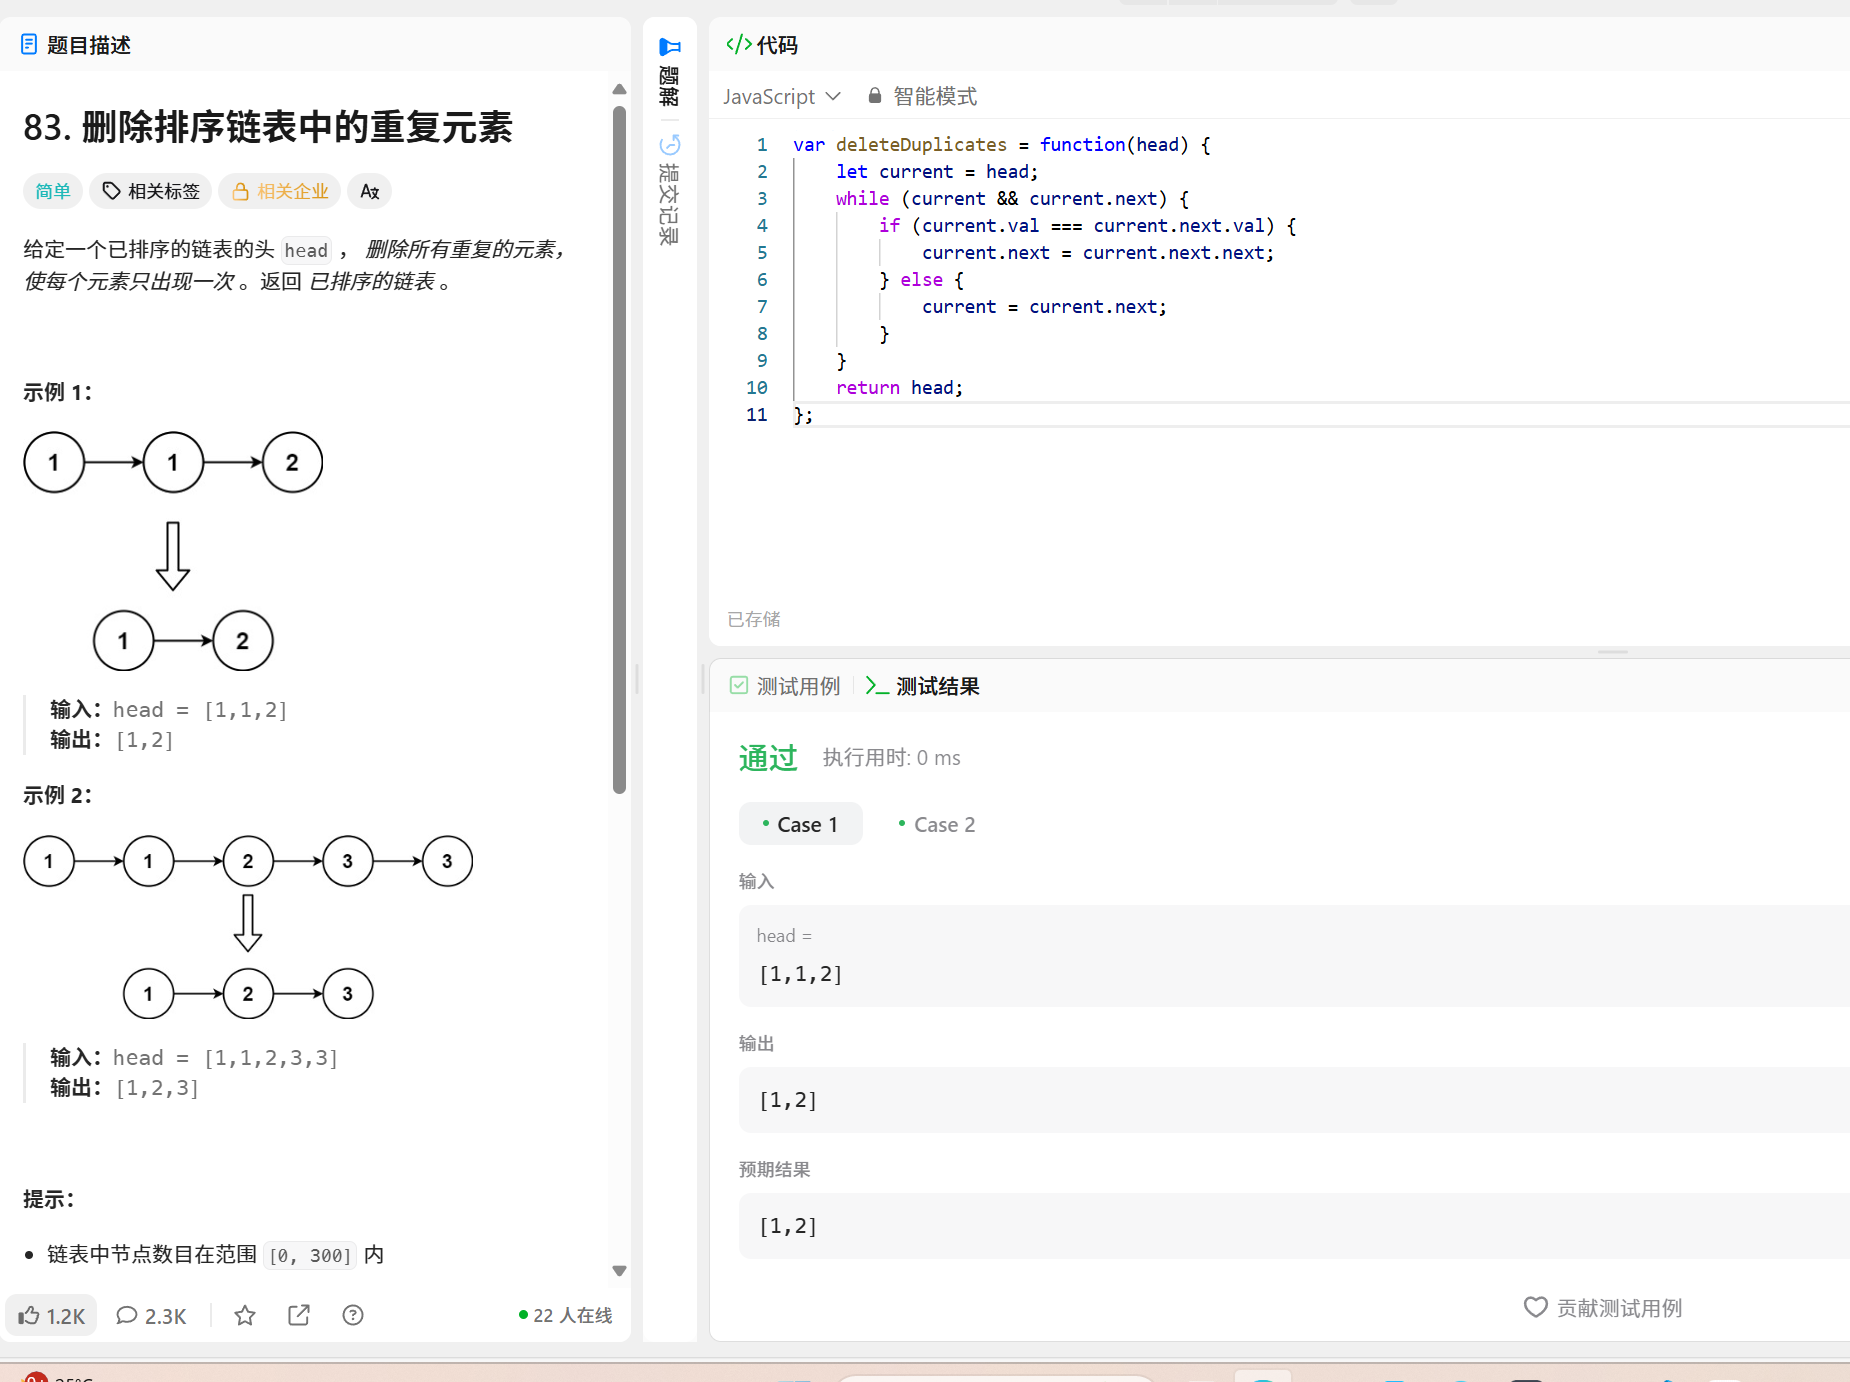 题目描述
83. 删除排序链表中的重复元素
简单 相关标签 相关企业
给定一个已排序的链表的头 head ， 删除所有重复的元素，
使每个元素只出现一次 。返回 已排序的链表 。
示例 1：
1 1 2
1 2
输入：head = [1,1,2]
输出：[1,2]
示例 2：
1 1 2 3 3
1 2 3
输入：head = [1,1,2,3,3]
输出：[1,2,3]
提示：
链表中节点数目在范围 [0, 300] 内
1.2K 2.3K 22 人在线
题解
提交记录
代码
JavaScript 智能模式
1 var deleteDuplicates = function(head) {
2 let current = head;
3 while (current && current.next) {
4 if (current.val === current.next.val) {
5 current.next = current.next.next;
6 } else {
7 current = current.next;
8 }
9 }
10 return head;
11 };
已存储
测试用例 测试结果
通过 执行用时: 0 ms
Case 1 Case 2
输入
head =
[1,1,2]
输出
[1,2]
预期结果
[1,2]
贡献测试用例